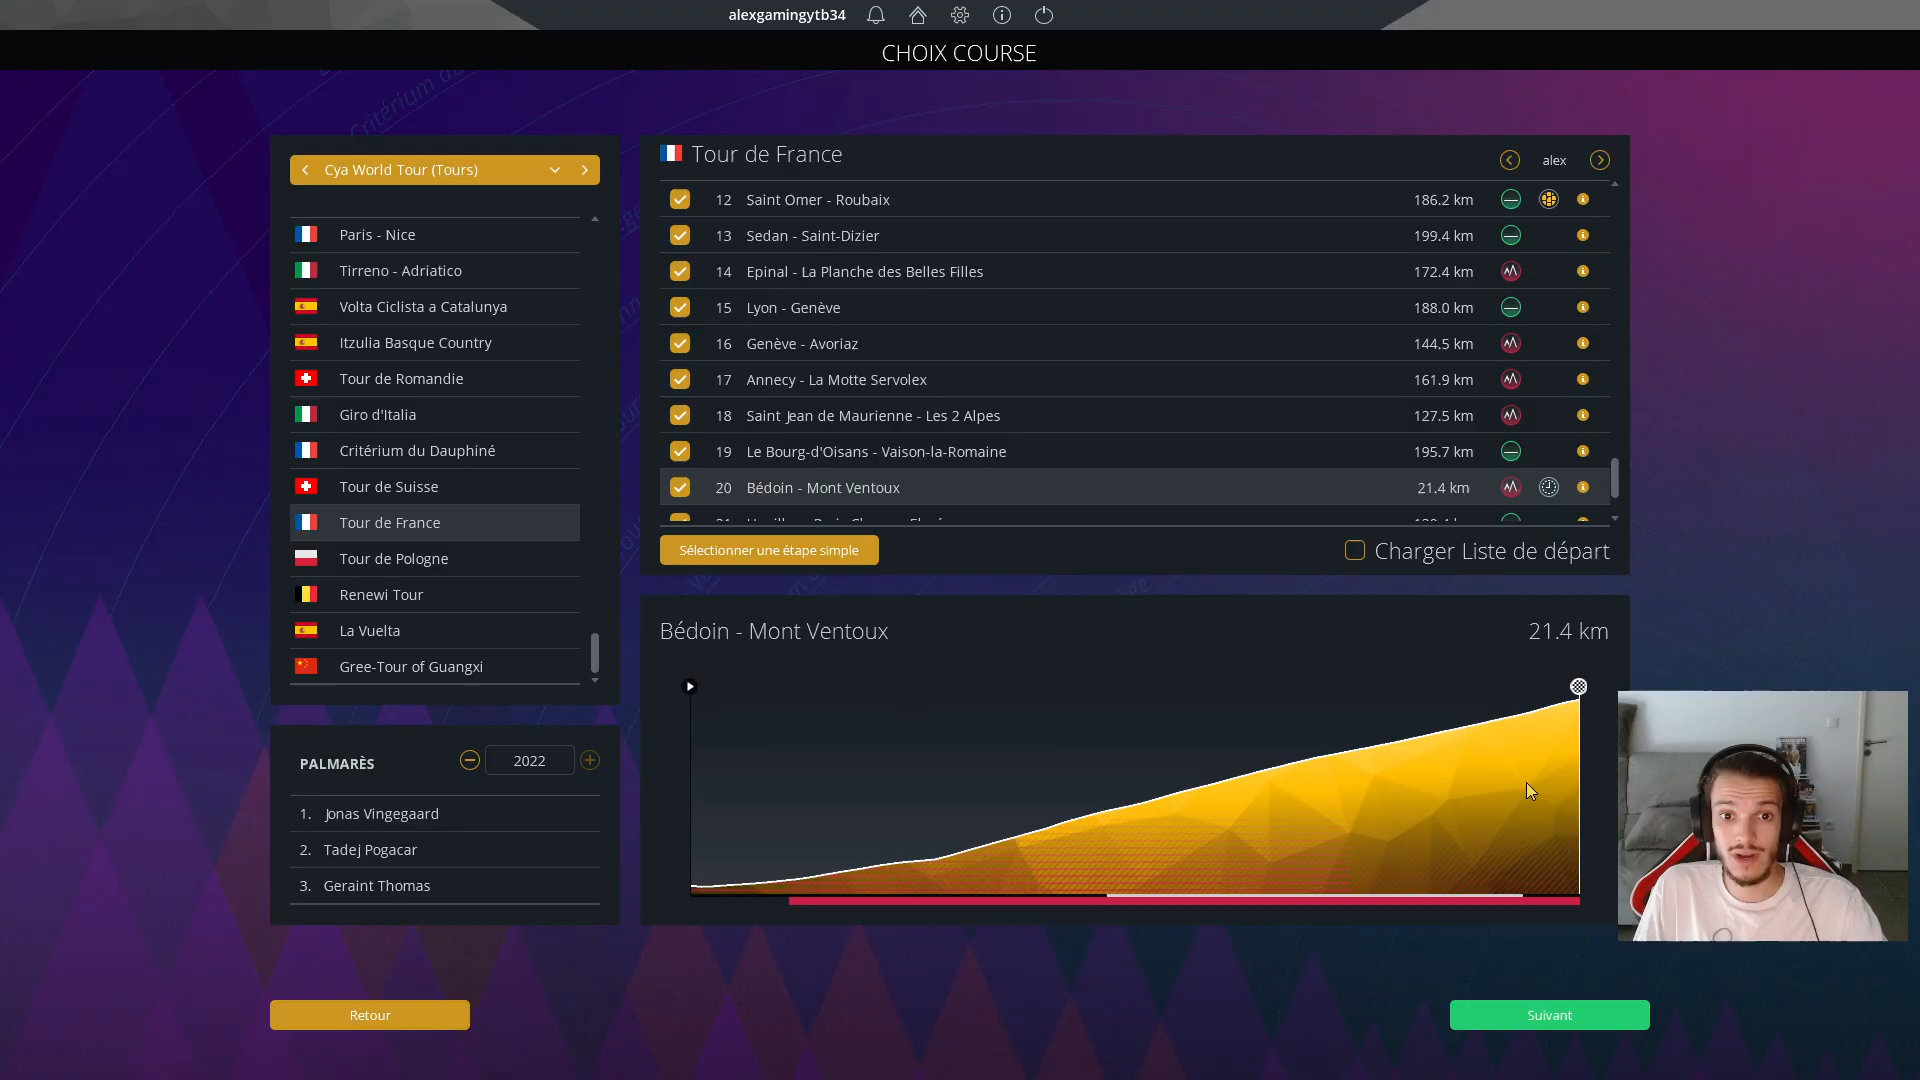 alexgamingytb34
CHOIX COURSE
Cya World Tour (Tours)
Paris - Nice
Tirreno - Adriatico
Volta Ciclista a Catalunya
Itzulia Basque Country
Tour de Romandie
Giro d'Italia
Critérium du Dauphiné
Tour de Suisse
Tour de France
Tour de Pologne
Renewi Tour
La Vuelta
Gree-Tour of Guangxi
PALMARÈS
2022
1. Jonas Vingegaard
2. Tadej Pogacar
3. Geraint Thomas
Tour de France
alex
12 Saint Omer - Roubaix 186.2 km
13 Sedan - Saint-Dizier 199.4 km
14 Epinal - La Planche des Belles Filles 172.4 km
15 Lyon - Genève 188.0 km
16 Genève - Avoriaz 144.5 km
17 Annecy - La Motte Servolex 161.9 km
18 Saint Jean de Maurienne - Les 2 Alpes 127.5 km
19 Le Bourg-d'Oisans - Vaison-la-Romaine 195.7 km
20 Bédoin - Mont Ventoux 21.4 km
Sélectionner une étape simple
Charger Liste de départ
Bédoin - Mont Ventoux 21.4 km
Retour
Suivant